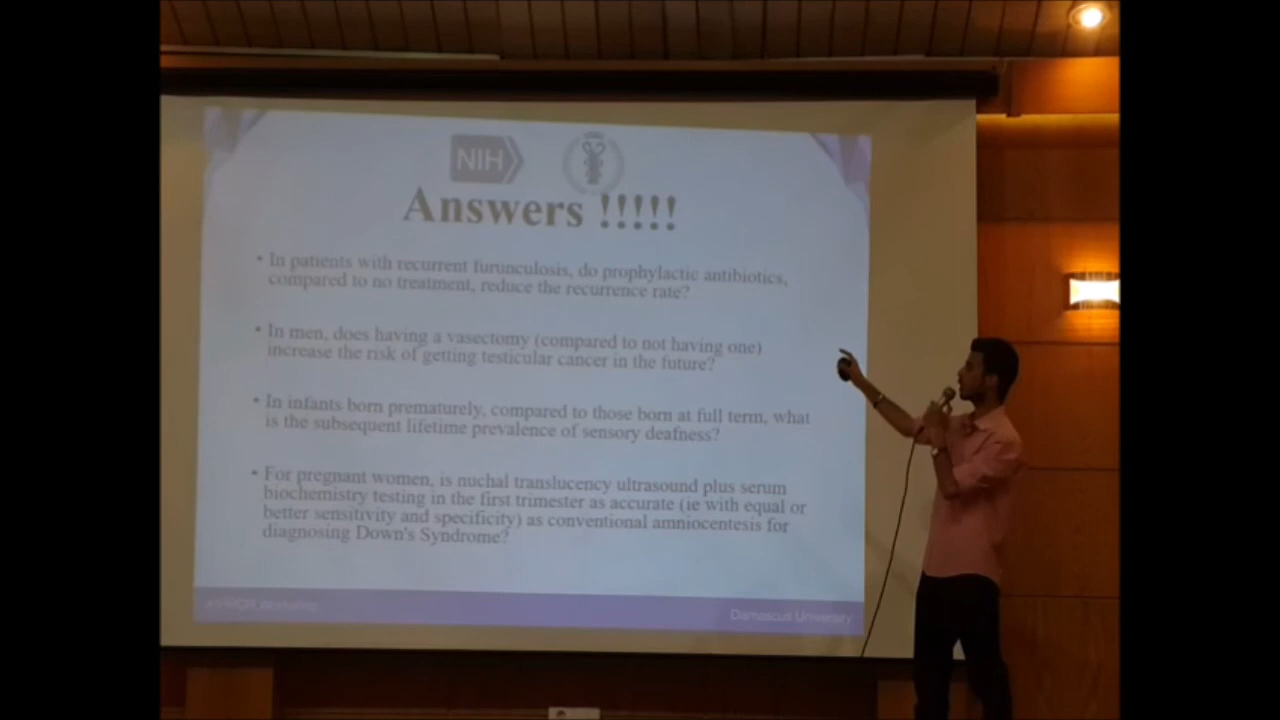 NIH
Answers !!!!!
• In patients with recurrent furunculosis, do prophylactic antibiotics,
compared to no treatment, reduce the recurrence rate?
• In men, does having a vasectomy (compared to not having one)
increase the risk of getting testicular cancer in the future?
• In infants born prematurely, compared to those born at full term, what
is the subsequent lifetime prevalence of sensory deafness?
• For pregnant women, is nuchal translucency ultrasound plus serum
biochemistry testing in the first trimester as accurate (ie with equal or
better sensitivity and specificity) as conventional amniocentesis for
diagnosing Down's Syndrome?
Damascus University